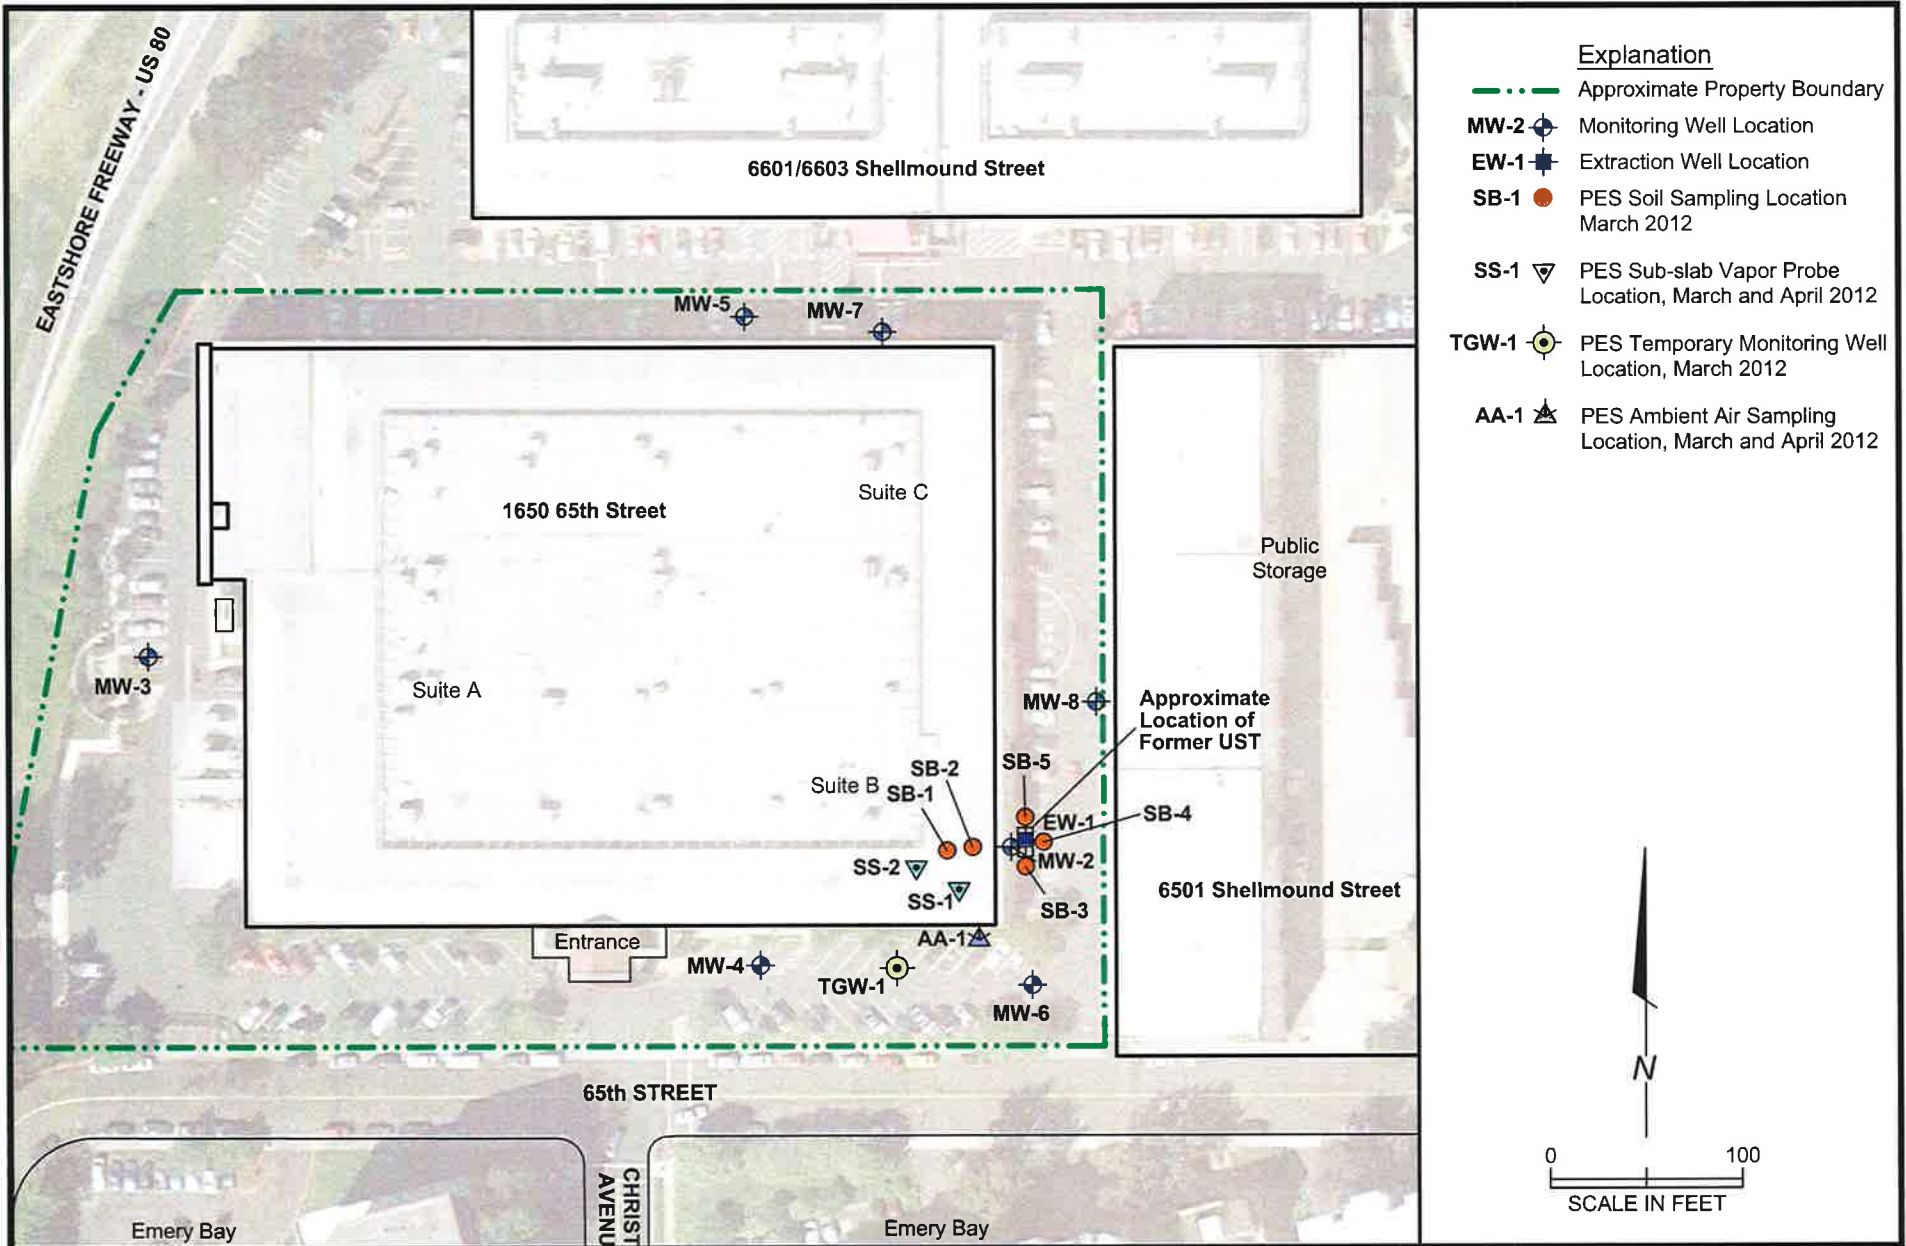 EASTSHORE FREEWAY - US 80
6601/6603 Shellmound Street
MW-5
MW-7
1650 65th Street
Suite C
Public
Storage
MW-3
Suite A
MW-8
Approximate
Location of
Former UST
SB-5
SB-2
Suite B
SB-1
EW-1
SB-4
MW-2
SS-2
SS-1
SB-3
6501 Shellmound Street
Entrance
AA-1
MW-4
TGW-1
MW-6
65th STREET
CHRIST
AVENU
Emery Bay
Emery Bay
Explanation
Approximate Property Boundary
MW-2 Monitoring Well Location
EW-1 Extraction Well Location
SB-1 PES Soil Sampling Location
March 2012
SS-1 PES Sub-slab Vapor Probe
Location, March and April 2012
TGW-1 PES Temporary Monitoring Well
Location, March 2012
AA-1 PES Ambient Air Sampling
Location, March and April 2012
N
0 100
SCALE IN FEET